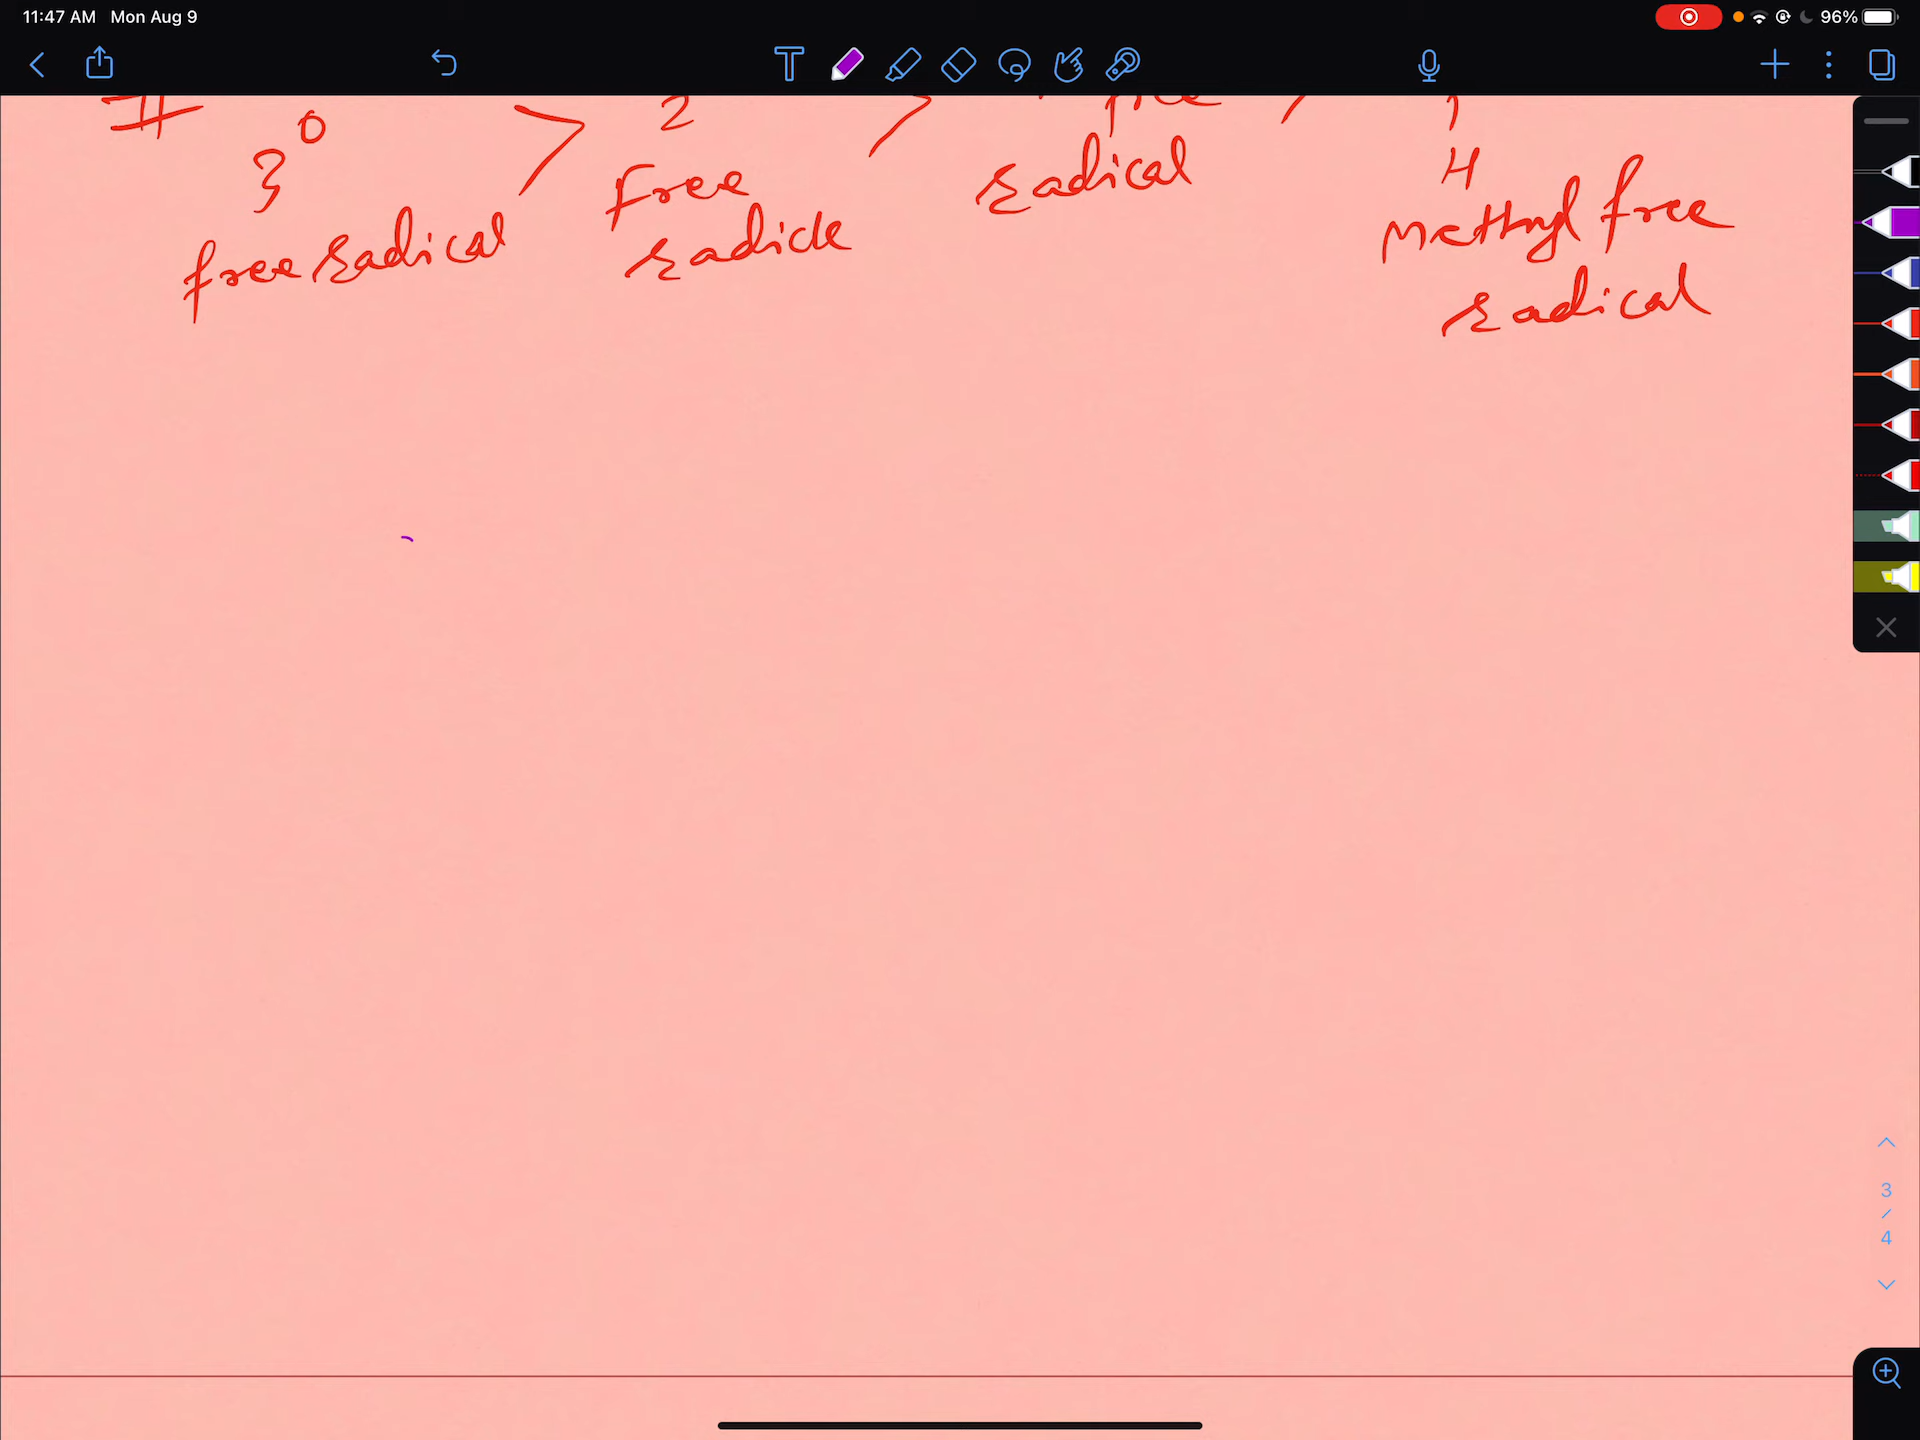 11:47 AM Mon Aug 9
96%
3° > 2 >
free radical
free
radicle
radical
H
Methyl free
radical
3
/
4